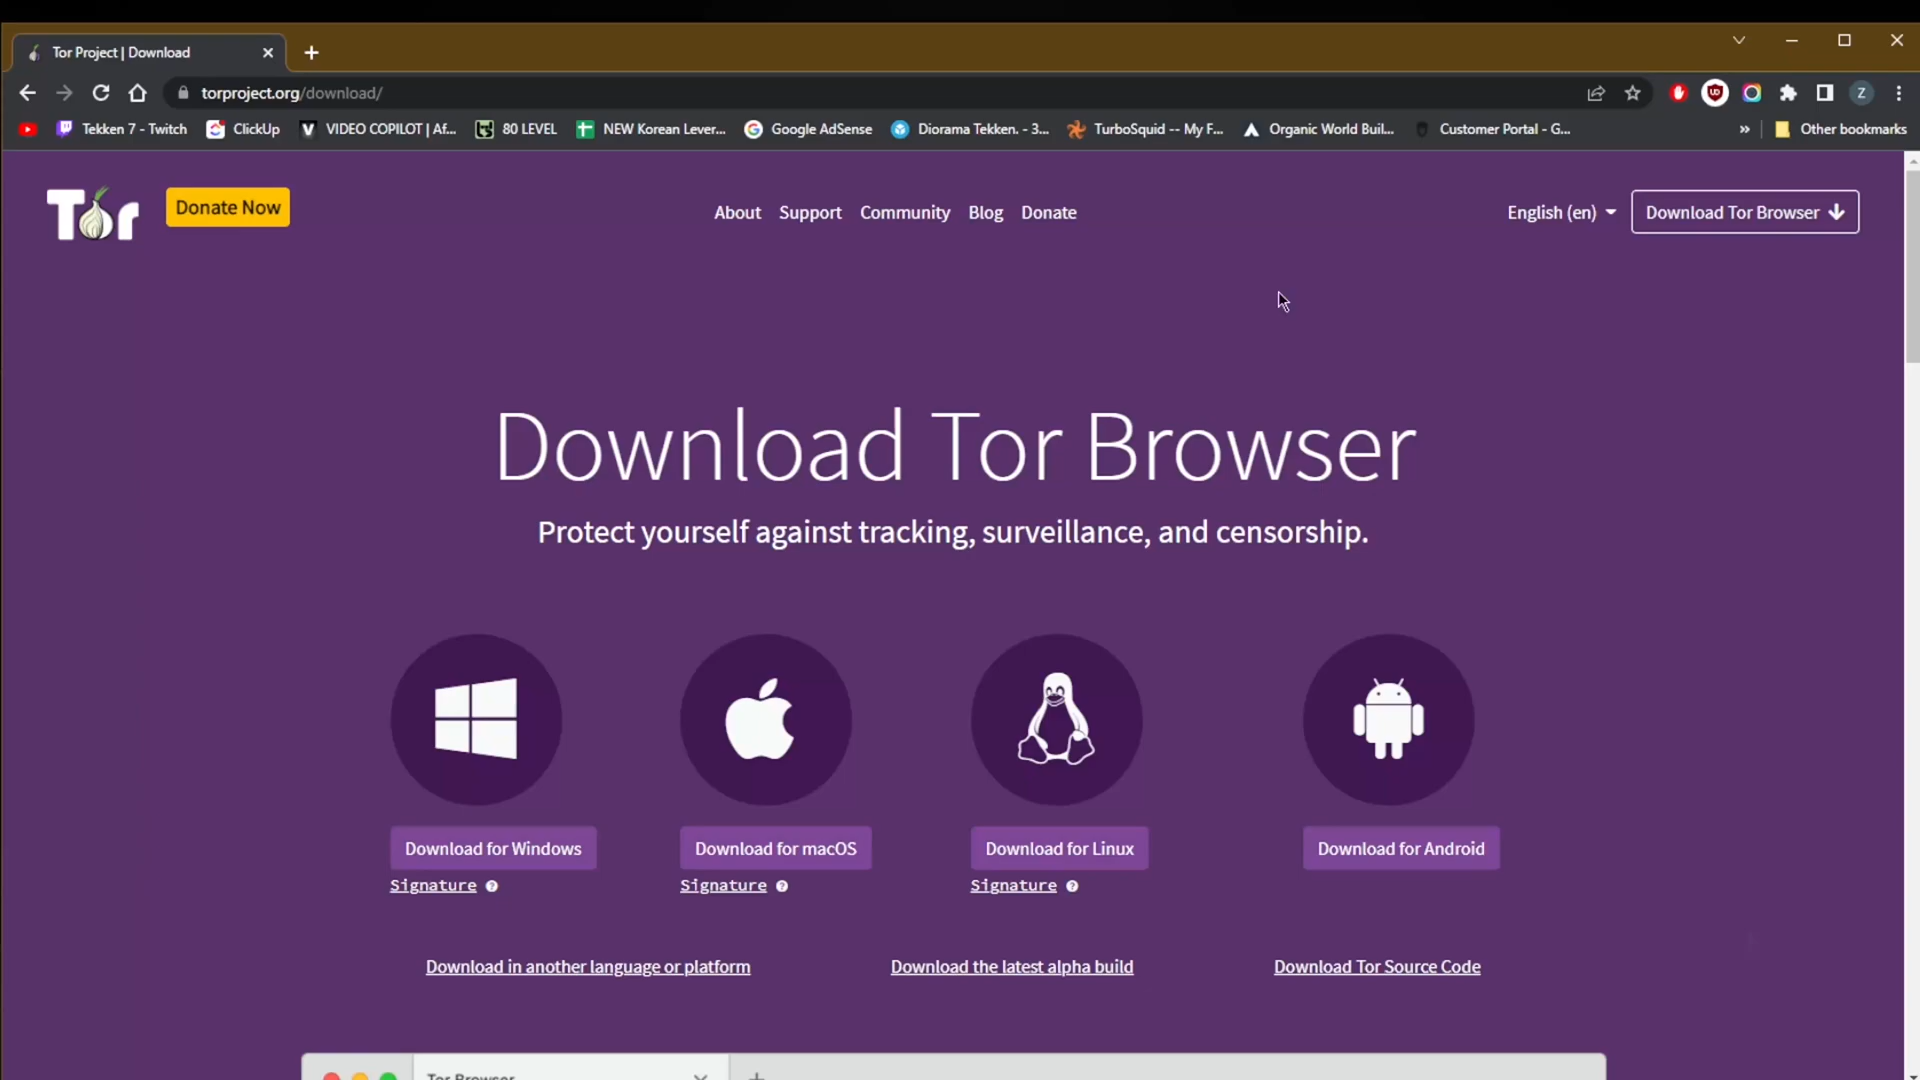 Tor Project | Download
torproject.org/download/
Tekken 7 - Twitch
ClickUp
VIDEO COPILOT | Af...
80 LEVEL
NEW Korean Lever...
Google AdSense
Diorama Tekken. - 3...
TurboSquid -- My F...
Organic World Buil...
Customer Portal - G...
»
Other bookmarks
Z
Tor
Donate Now
About
Support
Community
Blog
Donate
English (en)
Download Tor Browser
Download Tor Browser
Protect yourself against tracking, surveillance, and censorship.
Download for Windows
Download for macOS
Download for Linux
Download for Android
Signature ?
Signature ?
Signature ?
Download in another language or platform
Download the latest alpha build
Download Tor Source Code
Tor Browser